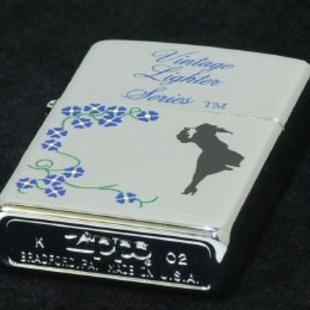 Vintage
Lighter
Series TM
K Zippo 02
BRADFORD, PA. MADE IN U.S.A.